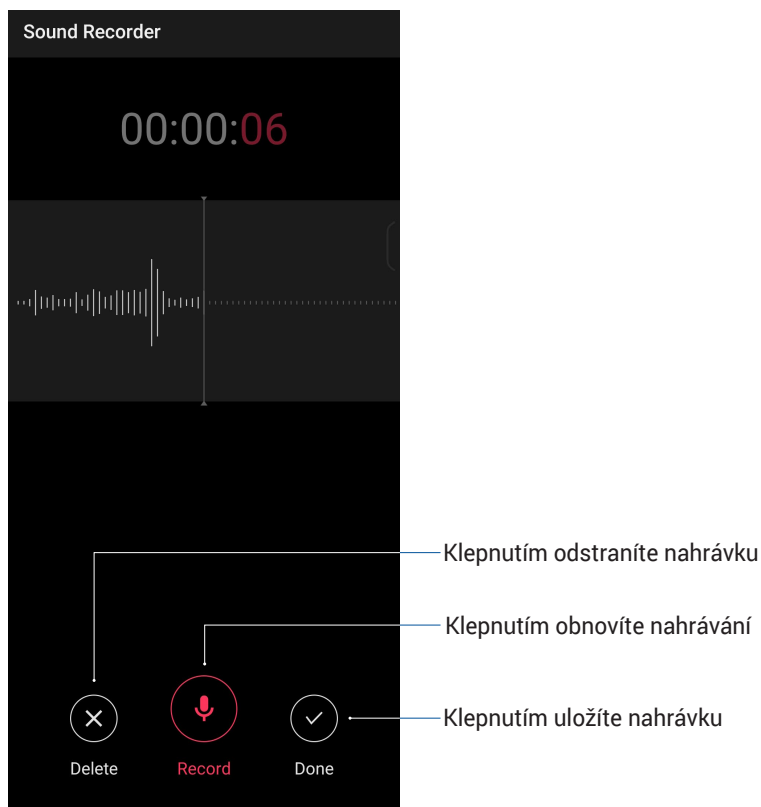 Sound Recorder
00:00:06
Klepnutím odstraníte nahrávku
Klepnutím obnovíte nahrávání
Klepnutím uložíte nahrávku
Delete
Record
Done